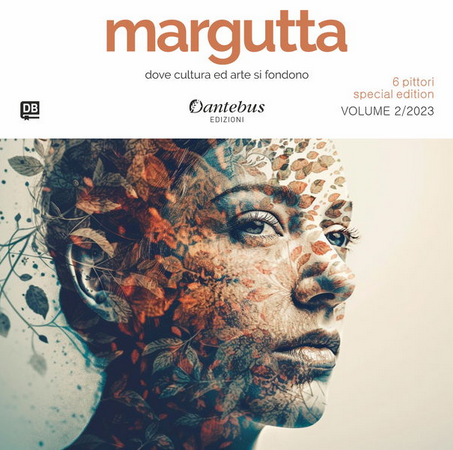 margutta
dove cultura ed arte si fondono
6 pittori
special edition
DB
Dantebus
EDIZIONI
VOLUME 2/2023